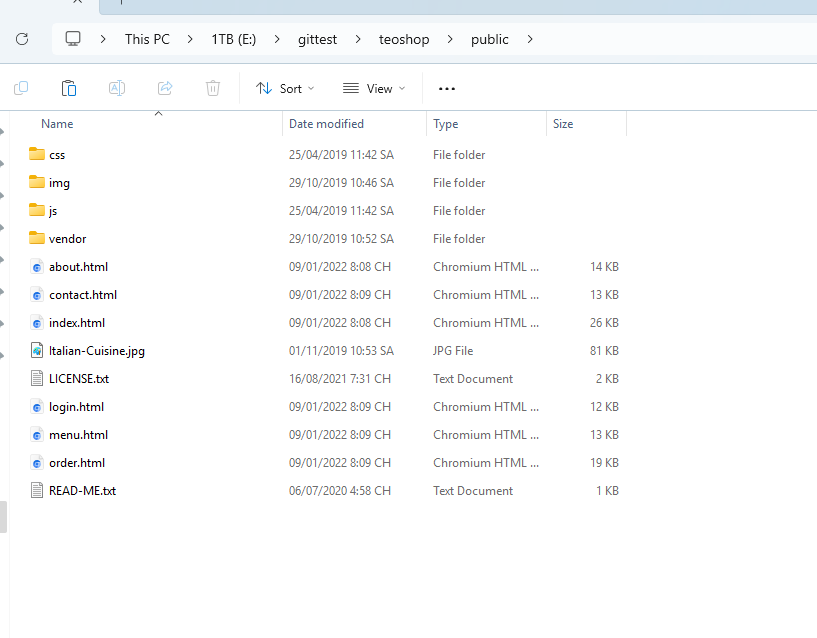 This PC > 1TB (E:) > gittest > teoshop > public >
Sort View ...
Name Date modified Type Size
css 25/04/2019 11:42 SA File folder
img 29/10/2019 10:46 SA File folder
js 25/04/2019 11:42 SA File folder
vendor 29/10/2019 10:52 SA File folder
about.html 09/01/2022 8:08 CH Chromium HTML ... 14 KB
contact.html 09/01/2022 8:09 CH Chromium HTML ... 13 KB
index.html 09/01/2022 8:08 CH Chromium HTML ... 26 KB
Italian-Cuisine.jpg 01/11/2019 10:53 SA JPG File 81 KB
LICENSE.txt 16/08/2021 7:31 CH Text Document 2 KB
login.html 09/01/2022 8:09 CH Chromium HTML ... 12 KB
menu.html 09/01/2022 8:09 CH Chromium HTML ... 13 KB
order.html 09/01/2022 8:09 CH Chromium HTML ... 19 KB
READ-ME.txt 06/07/2020 4:58 CH Text Document 1 KB